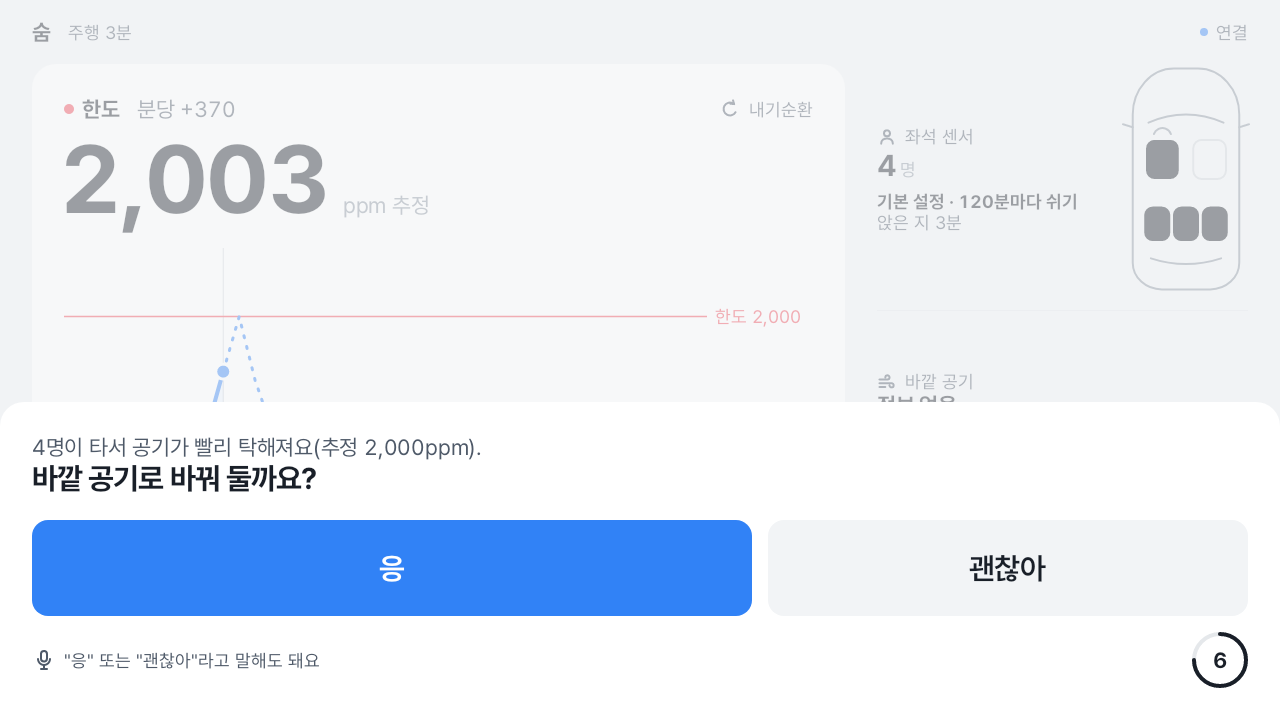 숨 주행 3분
연결
한도 분당 +370
내기순환
2,003 ppm 추정
한도 2,000
좌석 센서
4명
기본 설정 · 120분마다 쉬기
앉은 지 3분
바깥 공기
4명이 타서 공기가 빨리 탁해져요(추정 2,000ppm).
바깥 공기로 바꿔 둘까요?
응
괜찮아
"응" 또는 "괜찮아"라고 말해도 돼요
6